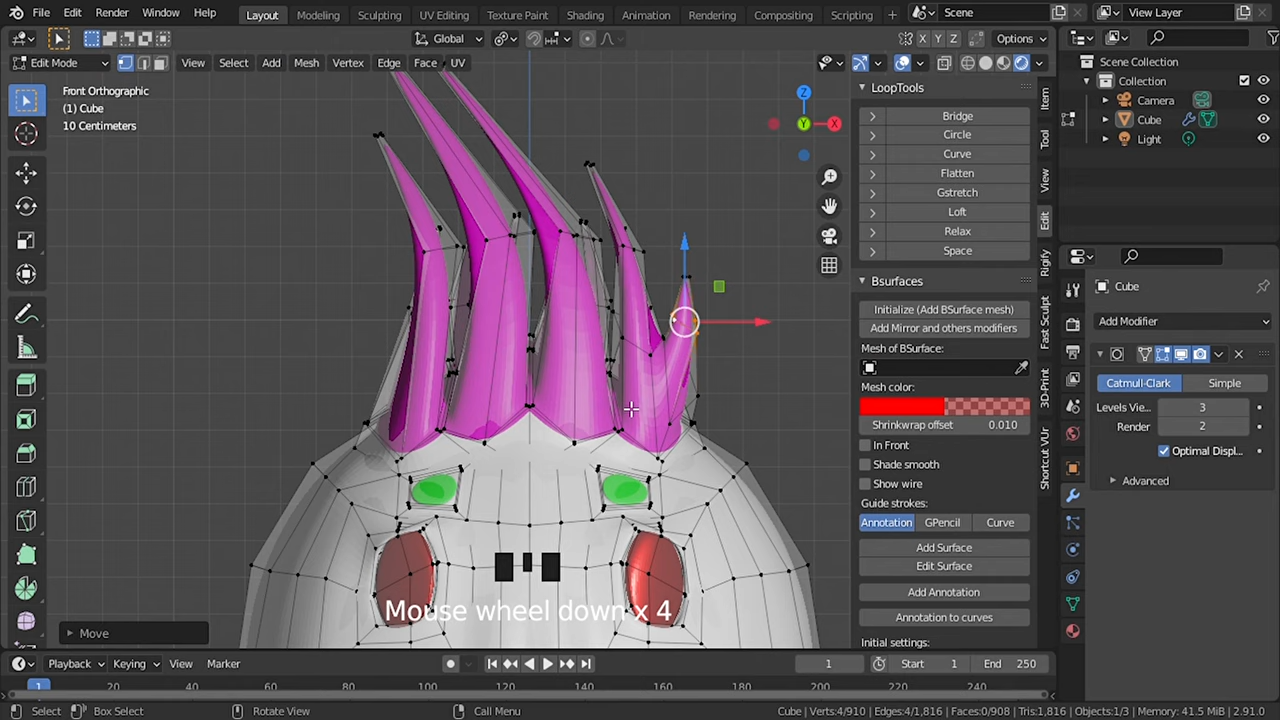 File Edit Render Window Help Layout Modeling Sculpting UV Editing Texture Paint Shading Animation Rendering Compositing Scripting + Scene View Layer
Global X Y Z Options
Edit Mode View Select Add Mesh Vertex Edge Face UV
Front Orthographic
(1) Cube
10 Centimeters
Z
Y
X
LoopTools
Bridge
Circle
Curve
Flatten
Gstretch
Loft
Relax
Space
Bsurfaces
Initialize (Add BSurface mesh)
Add Mirror and others modifiers
Mesh of BSurface:
Mesh color:
Shrinkwrap offset 0.010
In Front
Shade smooth
Show wire
Guide strokes:
Annotation GPencil Curve
Add Surface
Edit Surface
Add Annotation
Annotation to curves
Initial settings:
Item
Tool
View
Edit
Rigify
Fast Sculpt
3D-Print
Shortcut VUr
Scene Collection
Collection
Camera
Cube
Light
Cube
Add Modifier
Catmull-Clark Simple
Levels Vie... 3
Render 2
Optimal Displ...
Advanced
Mouse wheel down x 4
Move
Playback Keying View Marker 1 Start 1 End 250
1 20 40 60 80 100 120 140 160 180 200 220 240
Select Box Select Rotate View Call Menu Cube | Verts:4/910 | Edges:4/1,816 | Faces:0/908 | Tris:1,816 | Objects:1/3 | Memory: 41.5 MiB | 2.91.0